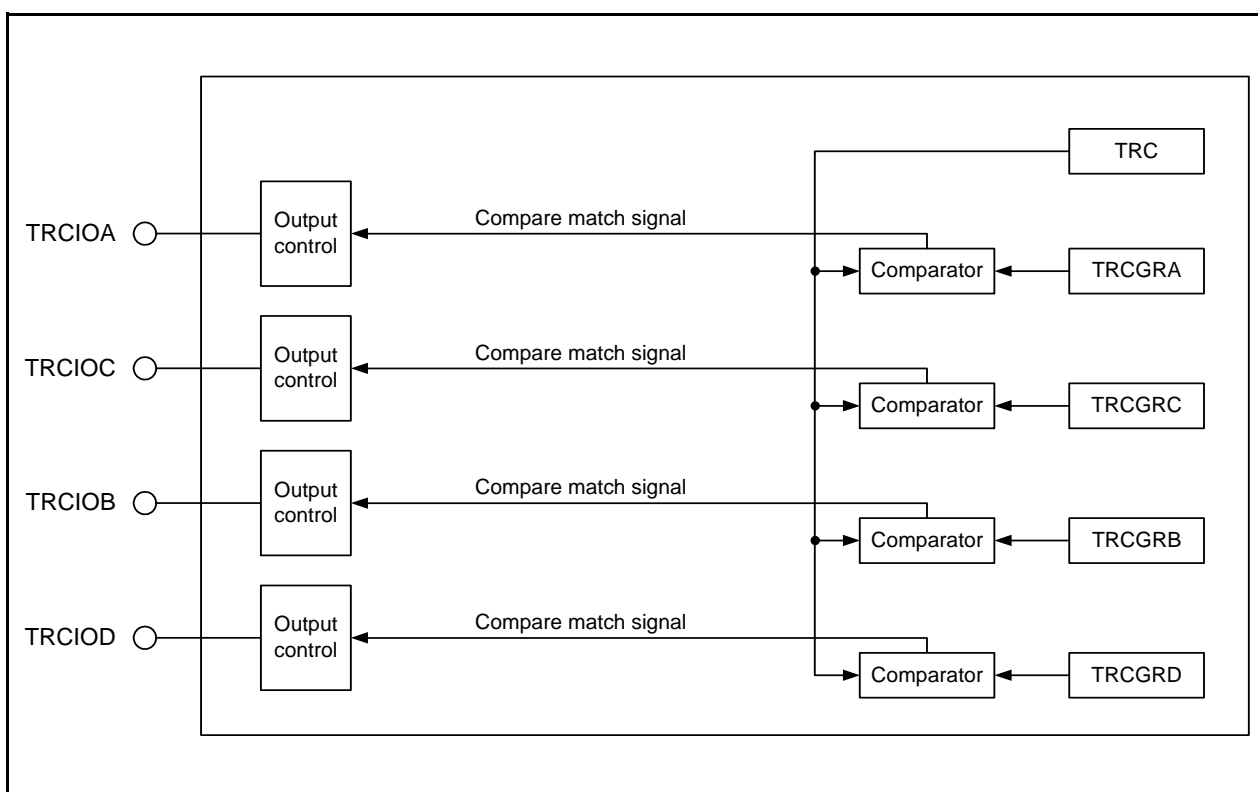 TRC
TRCIOA
Output
control
Compare match signal
Comparator
TRCGRA
TRCIOC
Output
control
Compare match signal
Comparator
TRCGRC
TRCIOB
Output
control
Compare match signal
Comparator
TRCGRB
TRCIOD
Output
control
Compare match signal
Comparator
TRCGRD